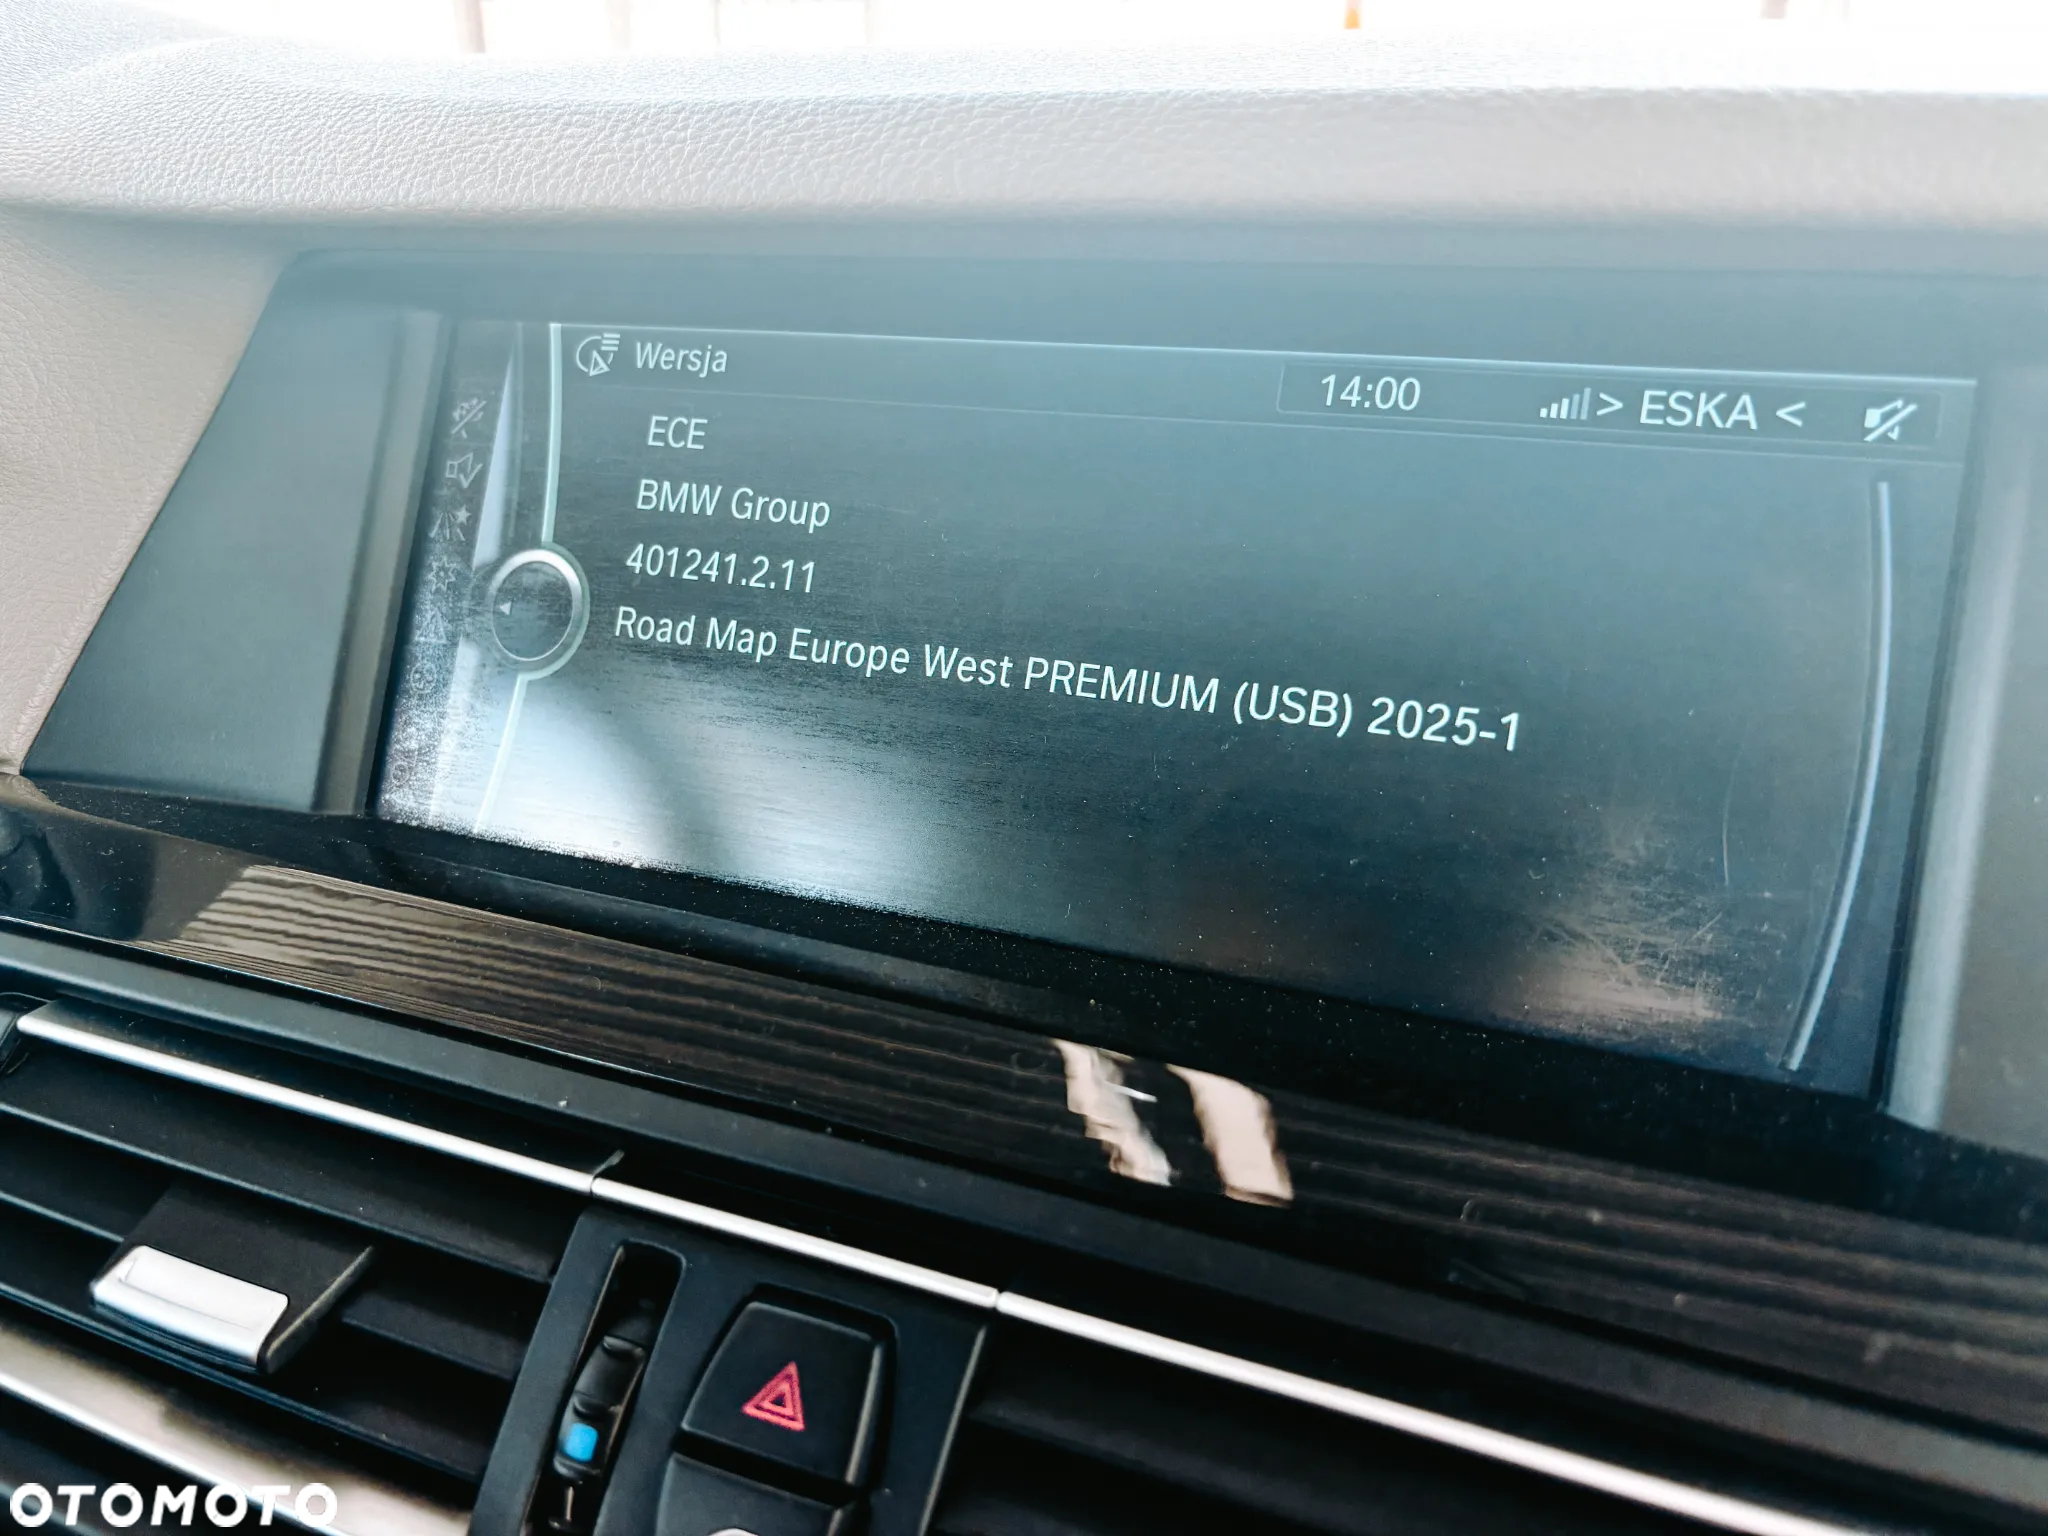 Wersja
14:00 > ESKA <
ECE
BMW Group
401241.2.11
Road Map Europe West PREMIUM (USB) 2025-1
OTOMOTO